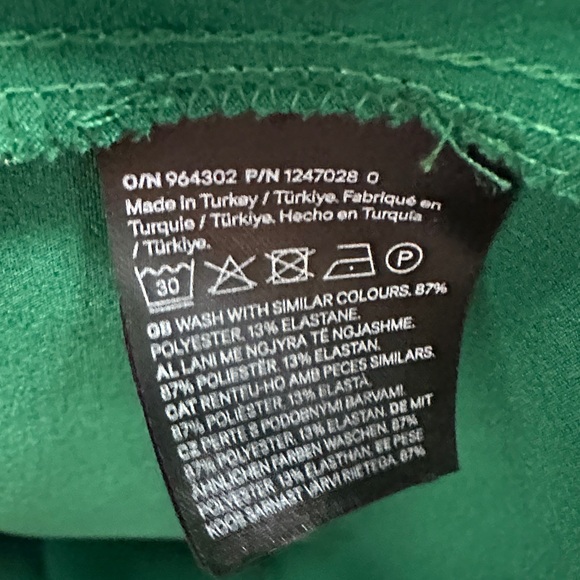 O/N 964302 P/N 1247028 0
Made in Turkey / Türkiye. Fabriqué en
Turquie / Türkiye. Hecho en Turquía
/ Türkiye.
30 P
GB WASH WITH SIMILAR COLOURS. 87%
POLYESTER. 13% ELASTANE.
AL LANI ME NGJYRA TË NGJASHME.
87% POLIESTËR. 13% ELASTAN.
CAT RENTEU-HO AMB PECES SIMILARS.
87% POLIÈSTER. 13% ELASTÀ.
CZ PERTE S PODOBNÝMI BARVAMI.
87% POLYESTER. 13% ELASTAN. DE MIT
ÄHNLICHEN FARBEN WASCHEN. 87%
POLYESTER. 13% ELASTHAN. EE PESE
KOOS SARNAST VÄRVI RIIETEGA. 87%